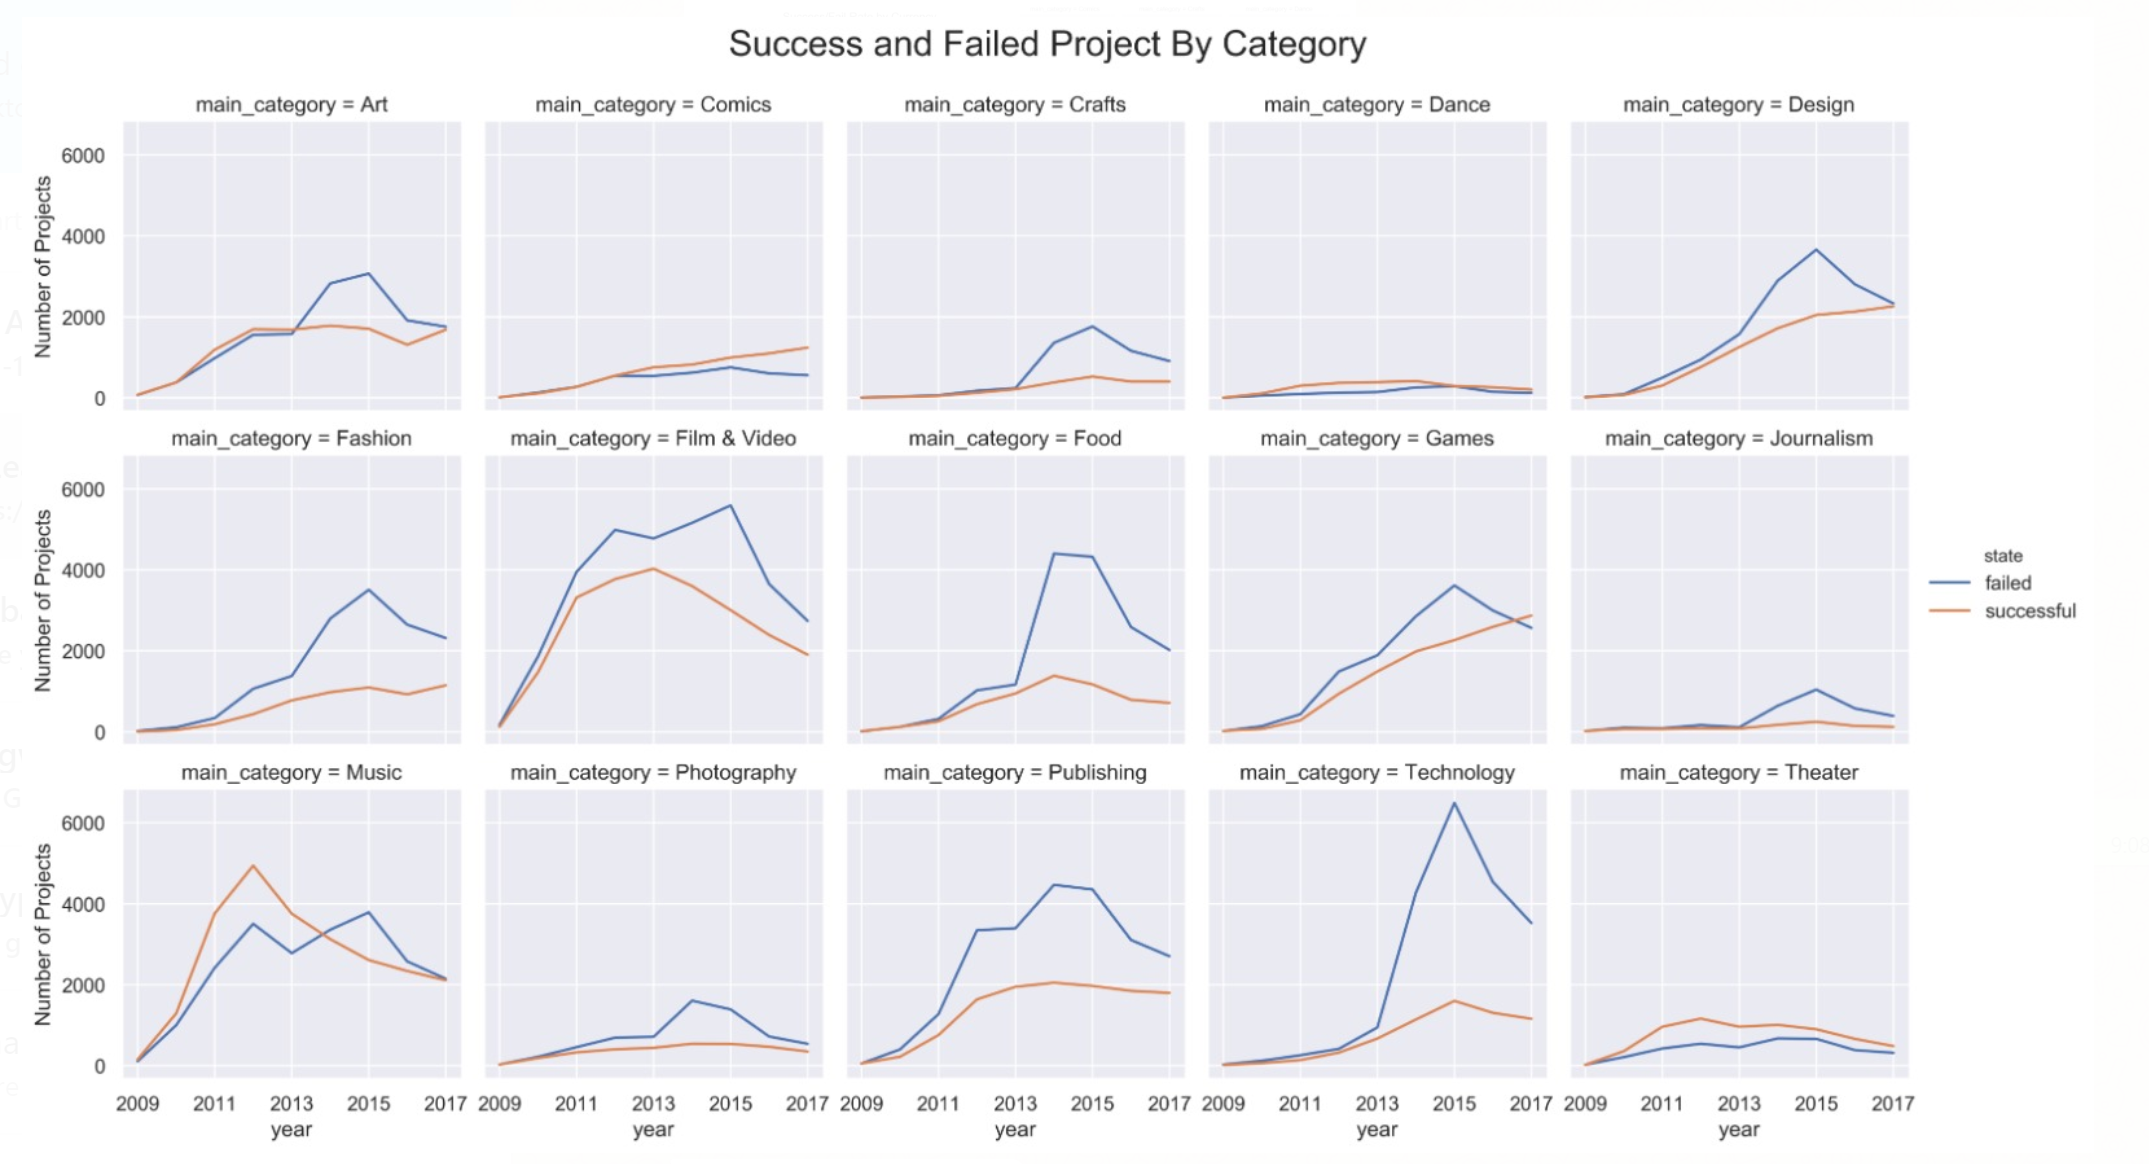 Success and Failed Project By Category
main_category = Art
main_category = Comics
main_category = Crafts
main_category = Dance
main_category = Design
Number of Projects
6000
4000
2000
0
main_category = Fashion
main_category = Film & Video
main_category = Food
main_category = Games
main_category = Journalism
Number of Projects
6000
4000
2000
0
state
failed
successful
main_category = Music
main_category = Photography
main_category = Publishing
main_category = Technology
main_category = Theater
Number of Projects
6000
4000
2000
0
2009 2011 2013 2015 2017
year
2009 2011 2013 2015 2017
year
2009 2011 2013 2015 2017
year
2009 2011 2013 2015 2017
year
2009 2011 2013 2015 2017
year